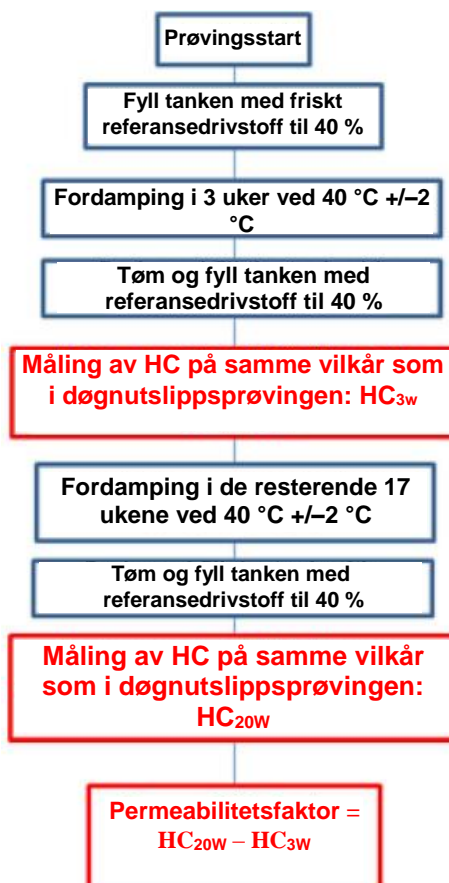 Prøvingsstart
Fyll tanken med friskt
referansedrivstoff til 40 %
Fordamping i 3 uker ved 40 °C +/–2
°C
Tøm og fyll tanken med
referansedrivstoff til 40 %
Måling av HC på samme vilkår som
i døgnutslippsprøvingen: HC3w
Fordamping i de resterende 17
ukene ved 40 °C +/–2 °C
Tøm og fyll tanken med
referansedrivstoff til 40 %
Måling av HC på samme vilkår
som i døgnutslippsprøvingen:
HC20W
Permeabilitetsfaktor =
HC20W – HC3W